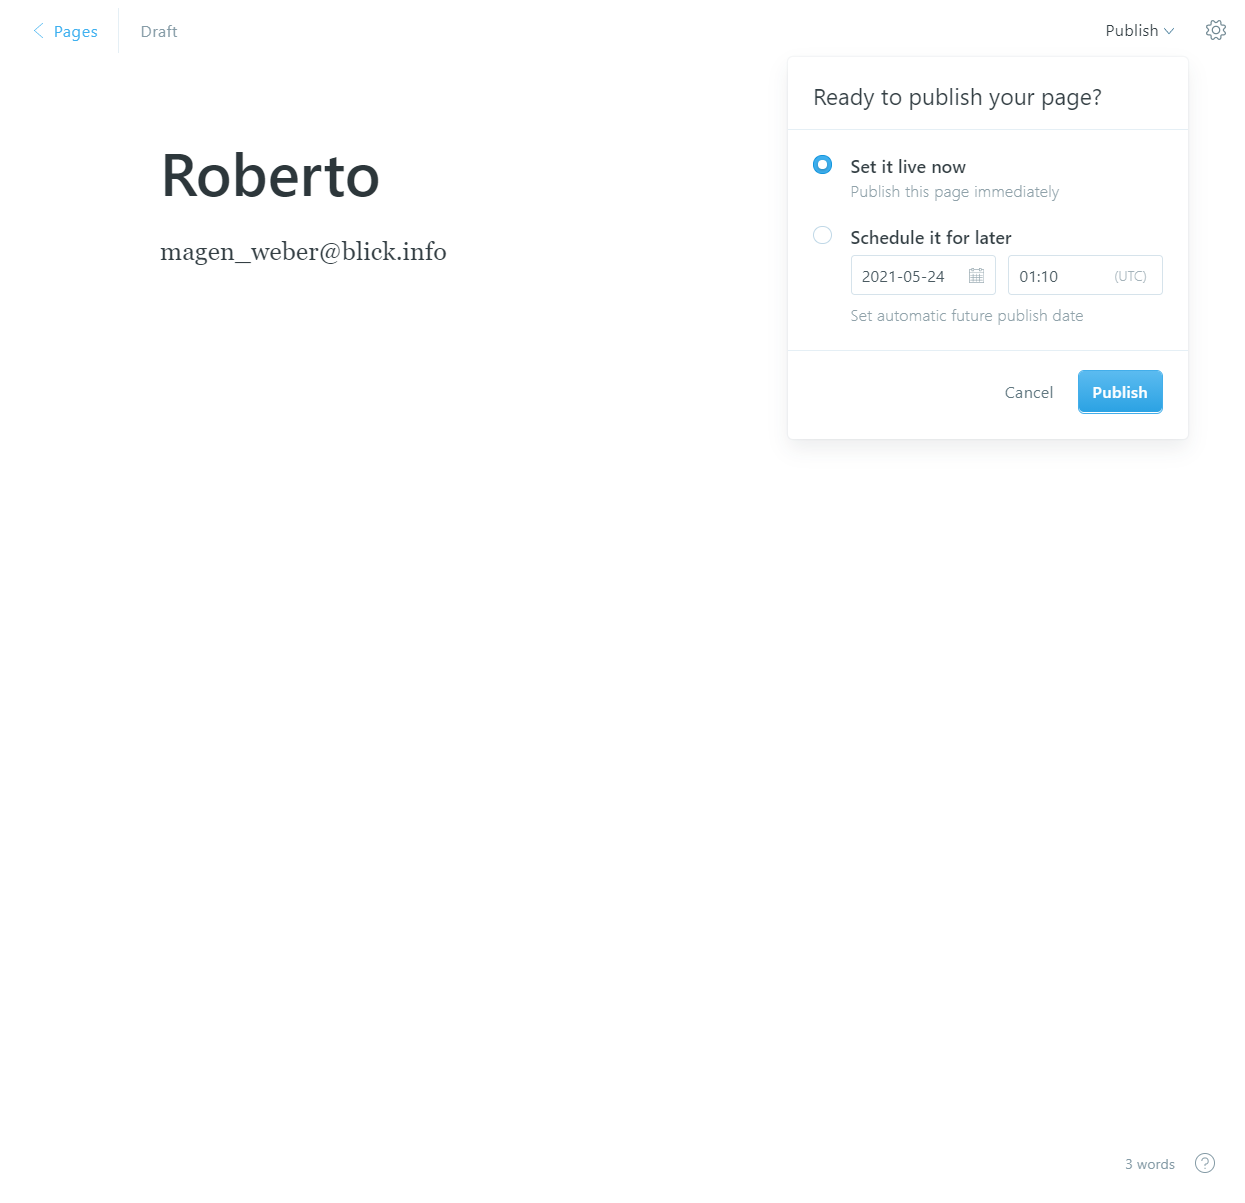 Pages
Draft
Publish
Ready to publish your page?
Set it live now
Publish this page immediately
Schedule it for later
2021-05-24
01:10
(UTC)
Set automatic future publish date
Cancel
Publish
Roberto
magen_weber@blick.info
3 words
?